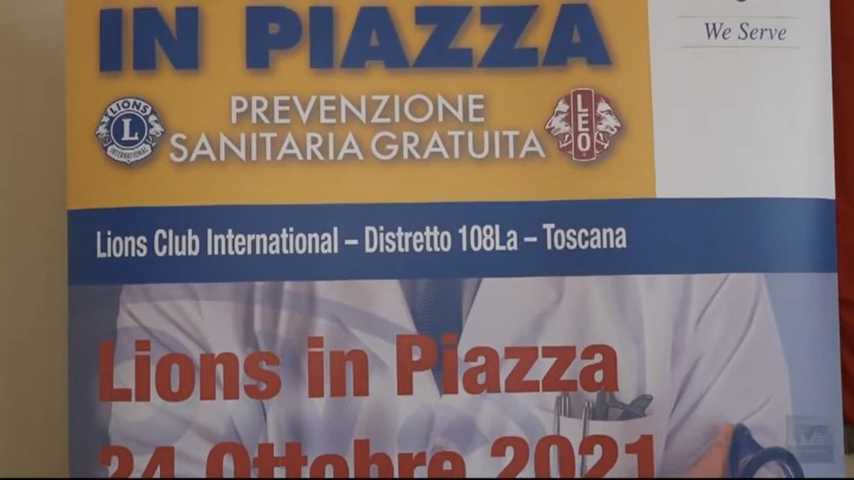 IN PIAZZA
We Serve
PREVENZIONE
SANITARIA GRATUITA
LIONS
L
INTERNATIONAL
LEO
Lions Club International – Distretto 108La – Toscana
Lions in Piazza
24 Ottobre 2021